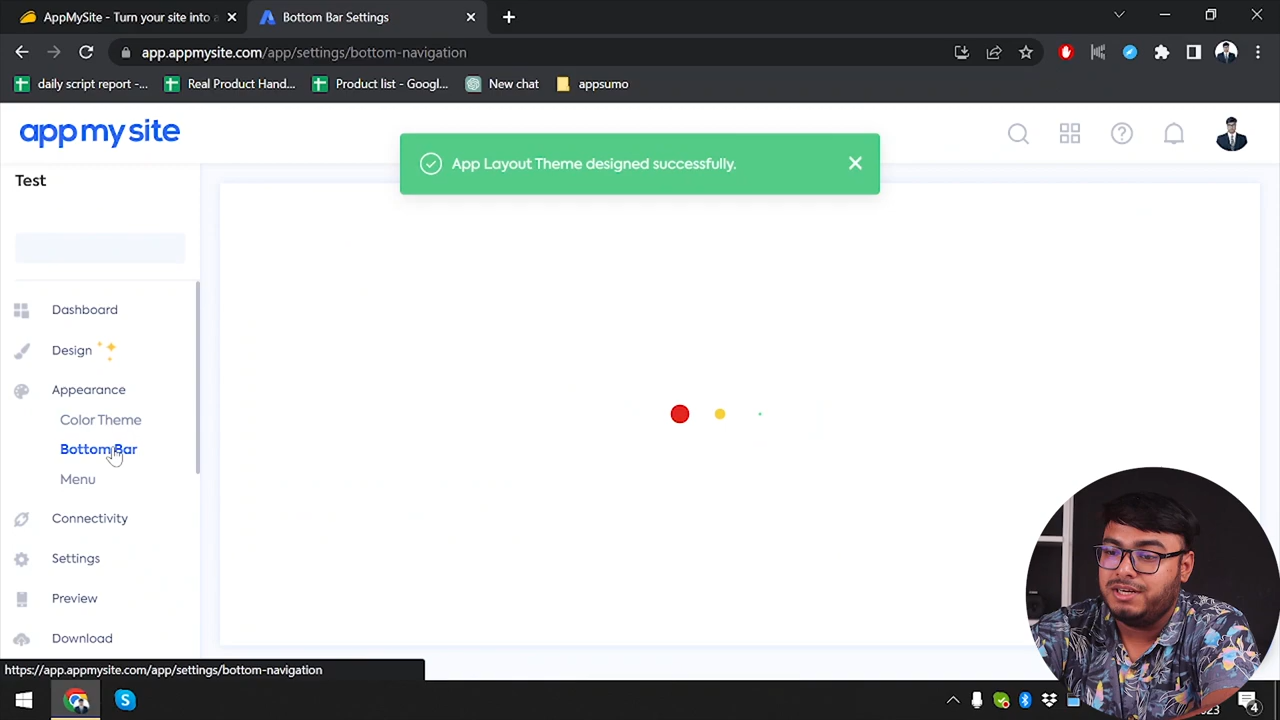 AppMySite - Turn your site into a
Bottom Bar Settings
app.appmysite.com/app/settings/bottom-navigation
daily script report -...
Real Product Hand...
Product list - Googl...
New chat
appsumo
app my site
App Layout Theme designed successfully.
Test
Dashboard
Design
Appearance
Color Theme
Bottom Bar
Menu
Connectivity
Settings
Preview
Download
https://app.appmysite.com/app/settings/bottom-navigation
4